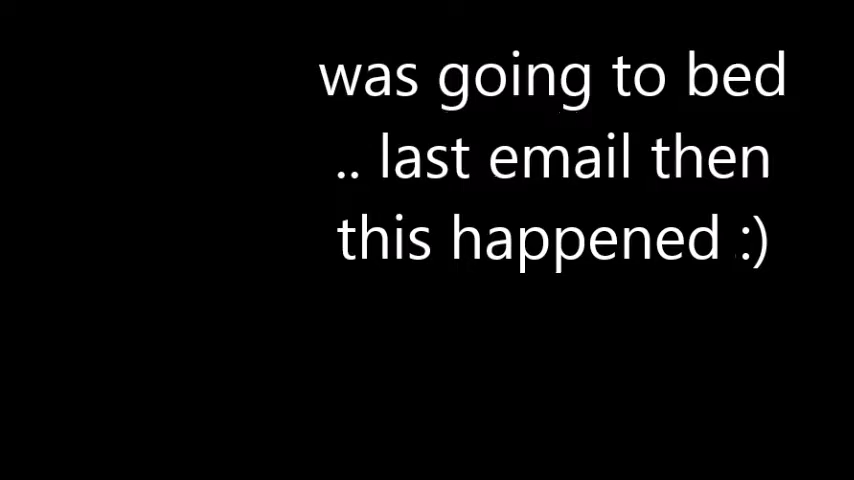 was going to bed
.. last email then
this happened :)